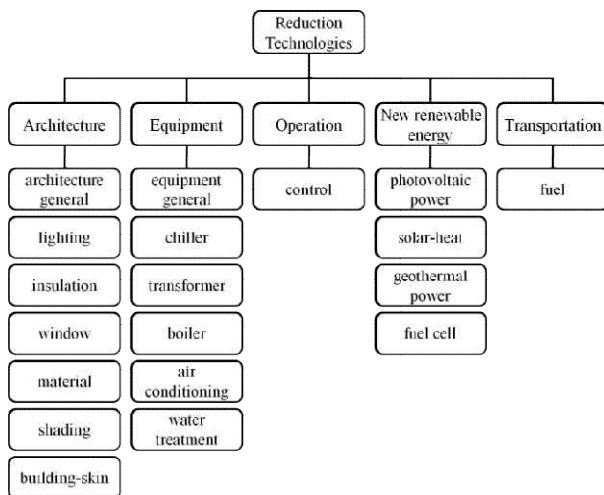 Reduction
Technologies
Architecture
Equipment
Operation
New renewable
energy
Transportation
architecture
general
equipment
general
control
photovoltaic
power
fuel
lighting
chiller
solar-heat
insulation
transformer
geothermal
power
window
boiler
fuel cell
material
air
conditioning
shading
water
treatment
building-skin